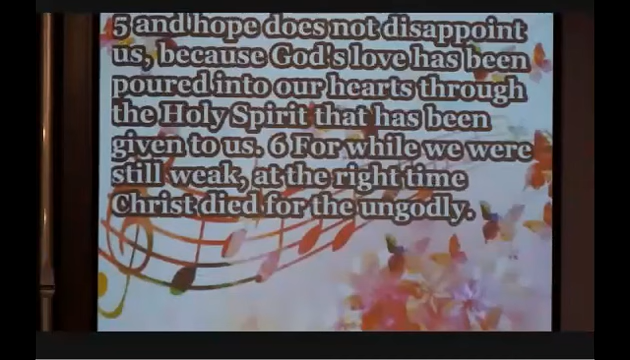 5 and hope does not disappoint
us, because God's love has been
poured into our hearts through
the Holy Spirit that has been
given to us. 6 For while we were
still weak, at the right time
Christ died for the ungodly.